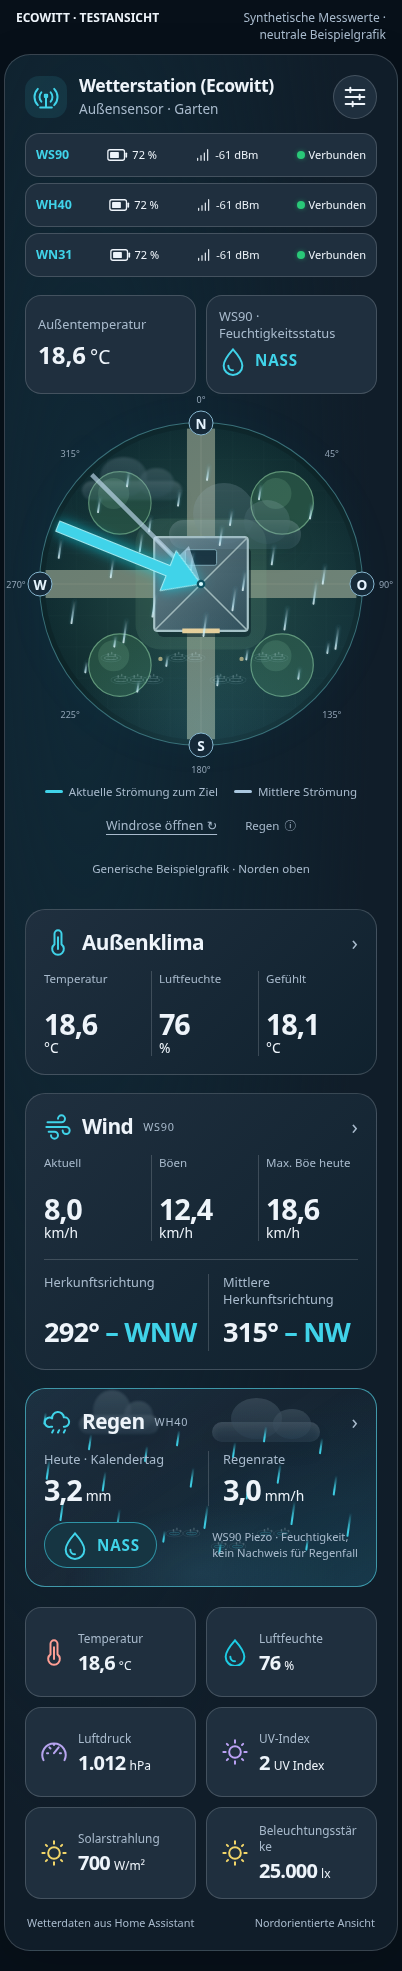 ECOWITT · TESTANSICHT
Synthetische Messwerte ·
neutrale Beispielgrafik
Wetterstation (Ecowitt)
Außensensor · Garten
WS90 72 % -61 dBm Verbunden
WH40 72 % -61 dBm Verbunden
WN31 72 % -61 dBm Verbunden
Außentemperatur
18,6 °C
WS90 ·
Feuchtigkeitsstatus
NASS
0°
N
315°
45°
270° W
O 90°
225°
135°
S
180°
Aktuelle Strömung zum Ziel
Mittlere Strömung
Windrose öffnen ↻
Regen ⓘ
Generische Beispielgrafik · Norden oben
Außenklima ›
Temperatur Luftfeuchte Gefühlt
18,6 76 18,1
°C % °C
Wind WS90 ›
Aktuell Böen Max. Böe heute
8,0 12,4 18,6
km/h km/h km/h
Herkunftsrichtung
292° – WNW
Mittlere
Herkunftsrichtung
315° – NW
Regen WH40 ›
Heute · Kalendertag
3,2 mm
Regenrate
3,0 mm/h
NASS
WS90 Piezo · Feuchtigkeit,
kein Nachweis für Regenfall
Temperatur
18,6 °C
Luftfeuchte
76 %
Luftdruck
1.012 hPa
UV-Index
2 UV Index
Solarstrahlung
700 W/m²
Beleuchtungsstär
ke
25.000 lx
Wetterdaten aus Home Assistant
Nordorientierte Ansicht